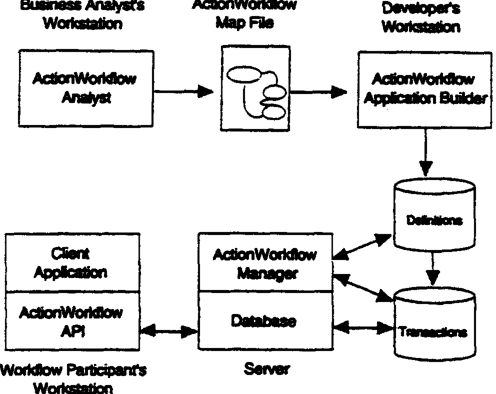 Business Analyst's
Workstation
ActionWorkflow
Map File
Developer's
Workstation
ActionWorkflow
Analyst
ActionWorkflow
Application Builder
Definitions
Client
Application
ActionWorkflow
API
ActionWorkflow
Manager
Database
Transactions
Workflow Participant's
Workstation
Server